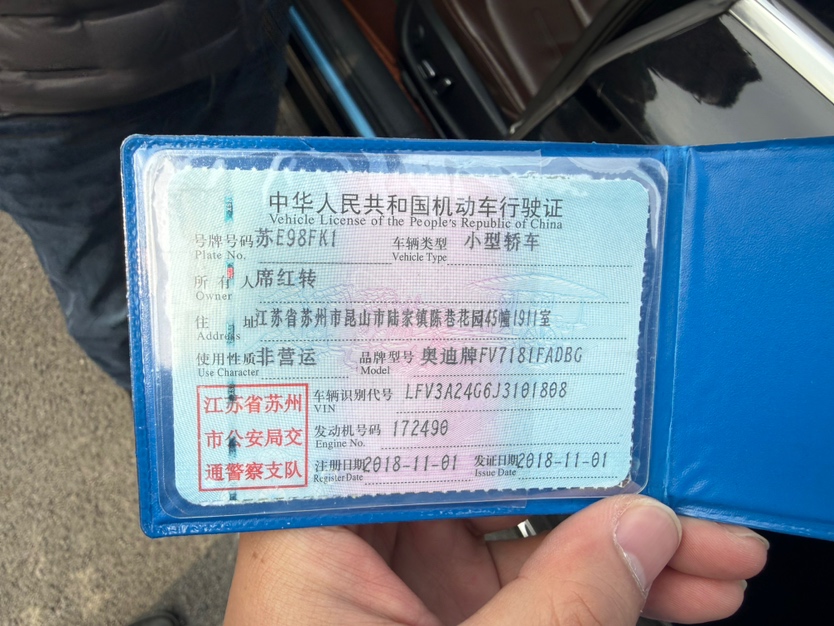 中华人民共和国机动车行驶证
Vehicle License of the People's Republic of China
号牌号码 苏E98FK1 车辆类型 小型轿车
Plate No. Vehicle Type
所有人 席红转
Owner
住址 江苏省苏州市昆山市陆家镇陈巷花园45幢1911室
Address
使用性质 非营运 品牌型号 奥迪牌FV7181FADBG
Use Character Model
江苏省苏州
市公安局交
通警察支队
车辆识别代号 LFV3A24G6J3101808
VIN
发动机号码 172490
Engine No.
注册日期 2018-11-01 发证日期 2018-11-01
Register Date Issue Date